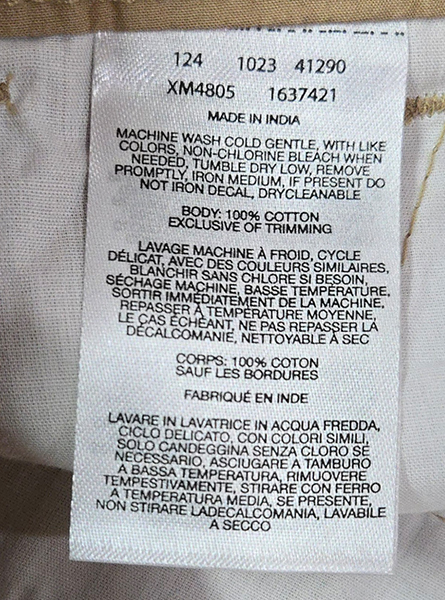 124 1023 41290
XM4805 1637421
MADE IN INDIA
MACHINE WASH COLD GENTLE, WITH LIKE
COLORS, NON-CHLORINE BLEACH WHEN
NEEDED, TUMBLE DRY LOW, REMOVE
PROMPTLY, IRON MEDIUM, IF PRESENT DO
NOT IRON DECAL, DRYCLEANABLE
BODY: 100% COTTON
EXCLUSIVE OF TRIMMING
LAVAGE MACHINE À FROID, CYCLE
DÉLICAT, AVEC DES COULEURS SIMILAIRES,
BLANCHIR SANS CHLORE SI BESOIN,
SÉCHAGE MACHINE, BASSE TEMPÉRATURE,
SORTIR IMMÉDIATEMENT DE LA MACHINE,
REPASSER À TEMPÉRATURE MOYENNE,
LE CAS ÉCHÉANT, NE PAS REPASSER LA
DÉCALCOMANIE, NETTOYABLE À SEC
CORPS: 100% COTON
SAUF LES BORDURES
FABRIQUÉ EN INDE
LAVARE IN LAVATRICE IN ACQUA FREDDA,
CICLO DELICATO, CON COLORI SIMILI,
SOLO CANDEGGINA SENZA CLORO SE
NECESSARIO, ASCIUGARE A TAMBURO
A BASSA TEMPERATURA, RIMUOVERE
TEMPESTIVAMENTE, STIRARE CON FERRO
A TEMPERATURA MEDIA, SE PRESENTE,
NON STIRARE LADECALCOMANIA, LAVABILE
A SECCO